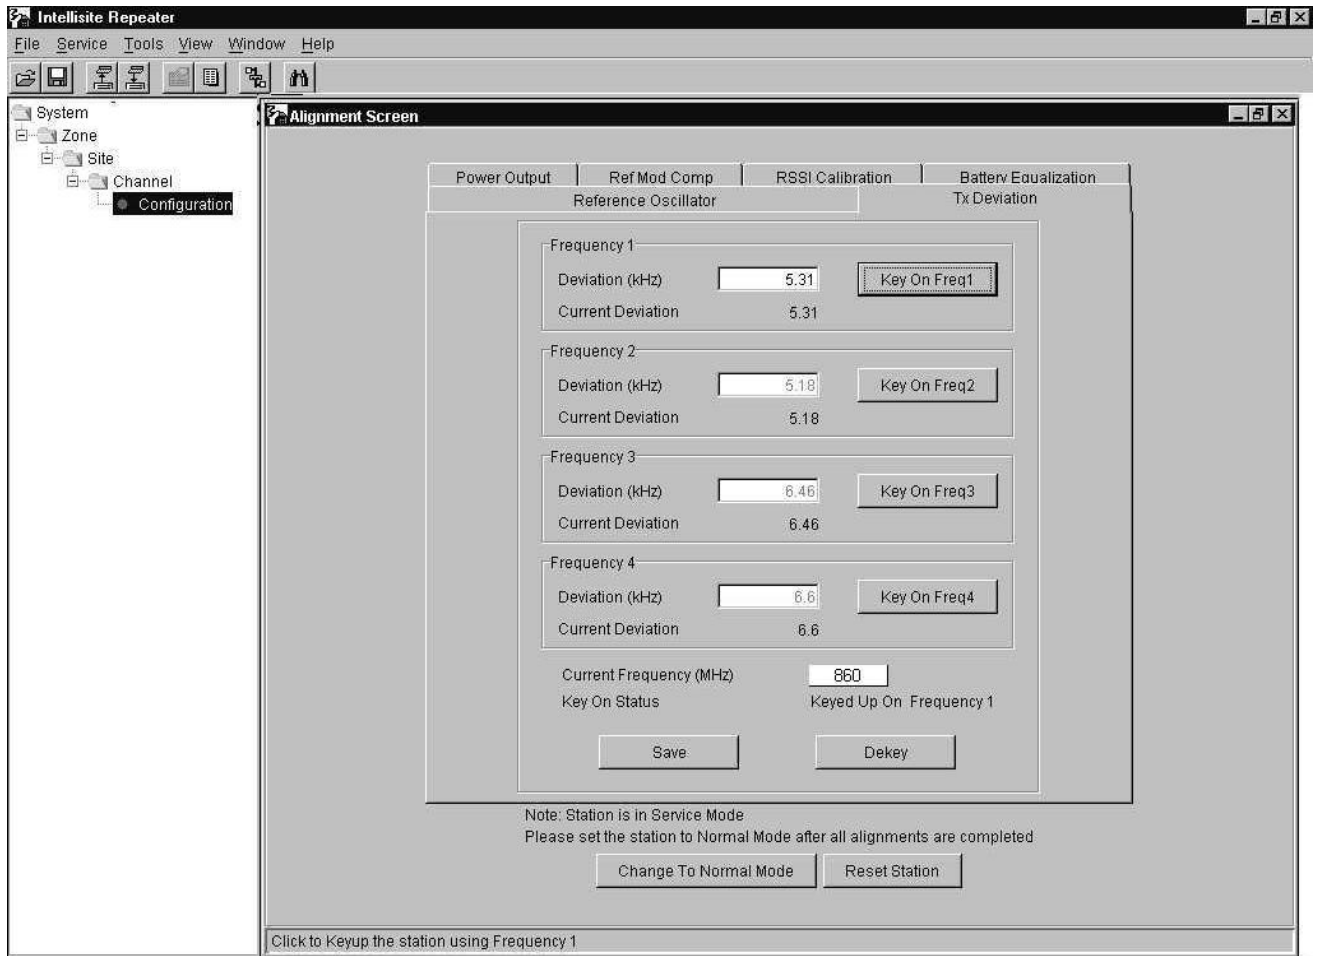 Intellisite Repeater
File Service Tools View Window Help
System
Zone
Site
Channel
Configuration
Alignment Screen
Power Output Ref Mod Comp RSSI Calibration Battery Equalization
Reference Oscillator Tx Deviation
Frequency 1
Deviation (kHz) 5.31 Key On Freq1
Current Deviation 5.31
Frequency 2
Deviation (kHz) 5.18 Key On Freq2
Current Deviation 5.18
Frequency 3
Deviation (kHz) 6.46 Key On Freq3
Current Deviation 6.46
Frequency 4
Deviation (kHz) 6.6 Key On Freq4
Current Deviation 6.6
Current Frequency (MHz) 860
Key On Status Keyed Up On Frequency 1
Save Dekey
Note: Station is in Service Mode
Please set the station to Normal Mode after all alignments are completed
Change To Normal Mode Reset Station
Click to Keyup the station using Frequency 1